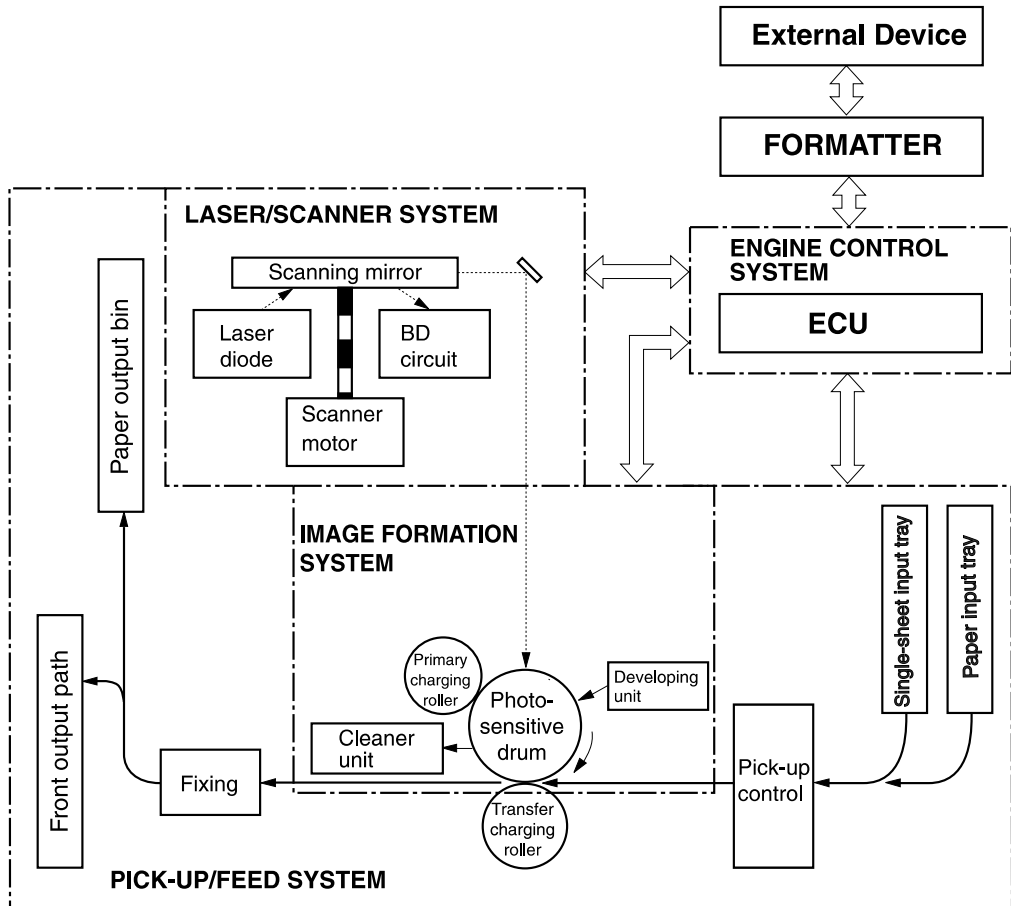 External Device
FORMATTER
LASER/SCANNER SYSTEM
ENGINE CONTROL
SYSTEM
ECU
Scanning mirror
Laser
diode
BD
circuit
Scanner
motor
Paper output bin
IMAGE FORMATION
SYSTEM
Single-sheet input tray
Paper input tray
Primary
charging
roller
Photo-
sensitive
drum
Developing
unit
Cleaner
unit
Front output path
Fixing
Transfer
charging
roller
Pick-up
control
PICK-UP/FEED SYSTEM